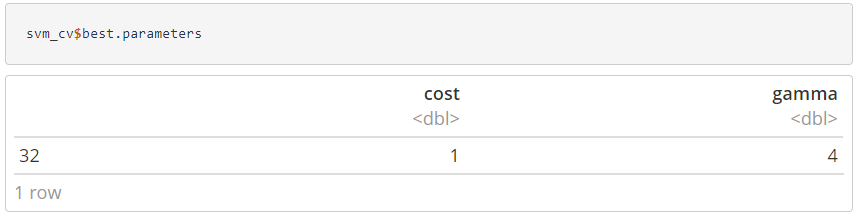 svm_cv$best.parameters
cost gamma
<dbl> <dbl>
32 1 4
1 row